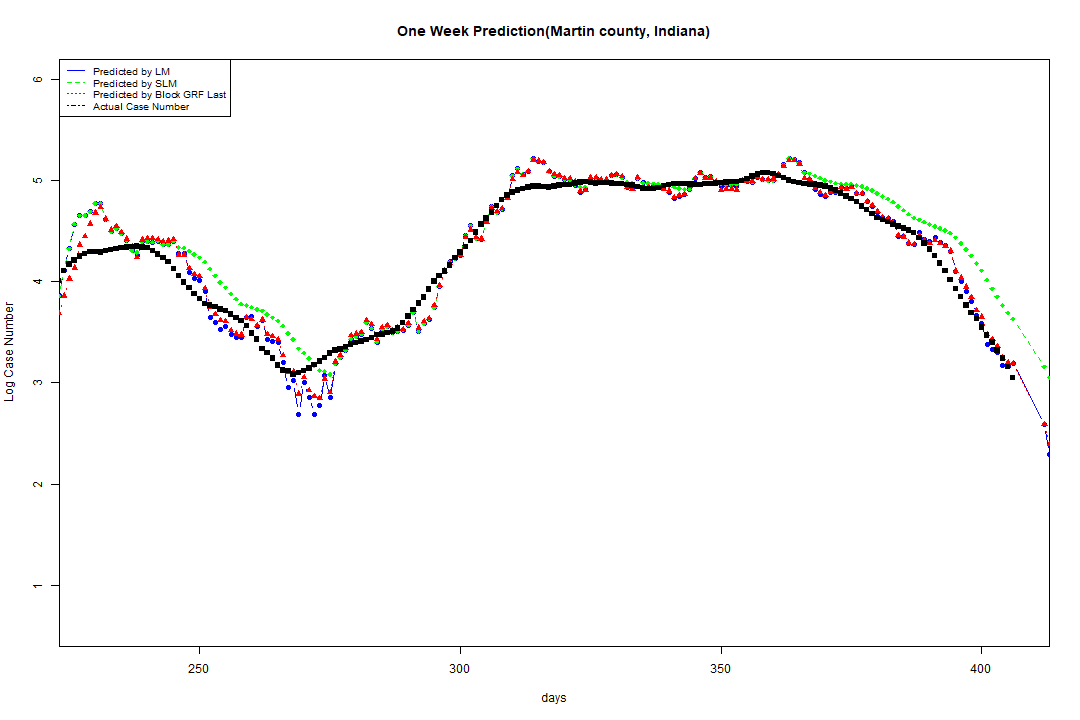 One Week Prediction(Martin county, Indiana)
Predicted by LM
Predicted by SLM
Predicted by Block GRF Last
Actual Case Number
6
5
4
3
2
1
Log Case Number
250 300 350 400
days